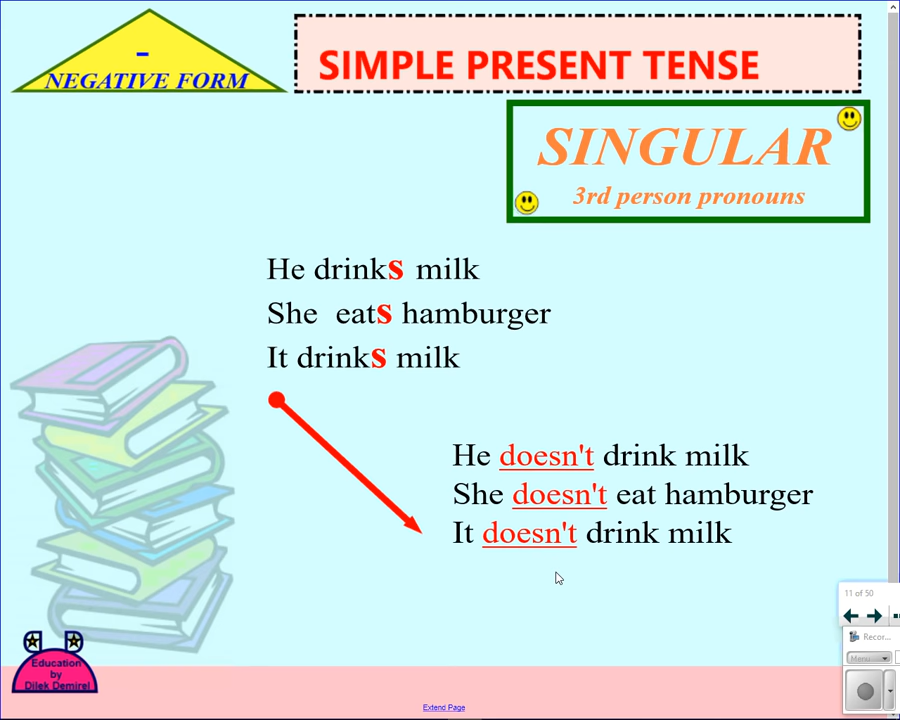 -
NEGATIVE FORM
SIMPLE PRESENT TENSE
SINGULAR
3rd person pronouns
He drinks milk
She eats hamburger
It drinks milk
He doesn't drink milk
She doesn't eat hamburger
It doesn't drink milk
11 of 50
Recor...
Menu
Education
by
Dilek Demirel
Extend Page